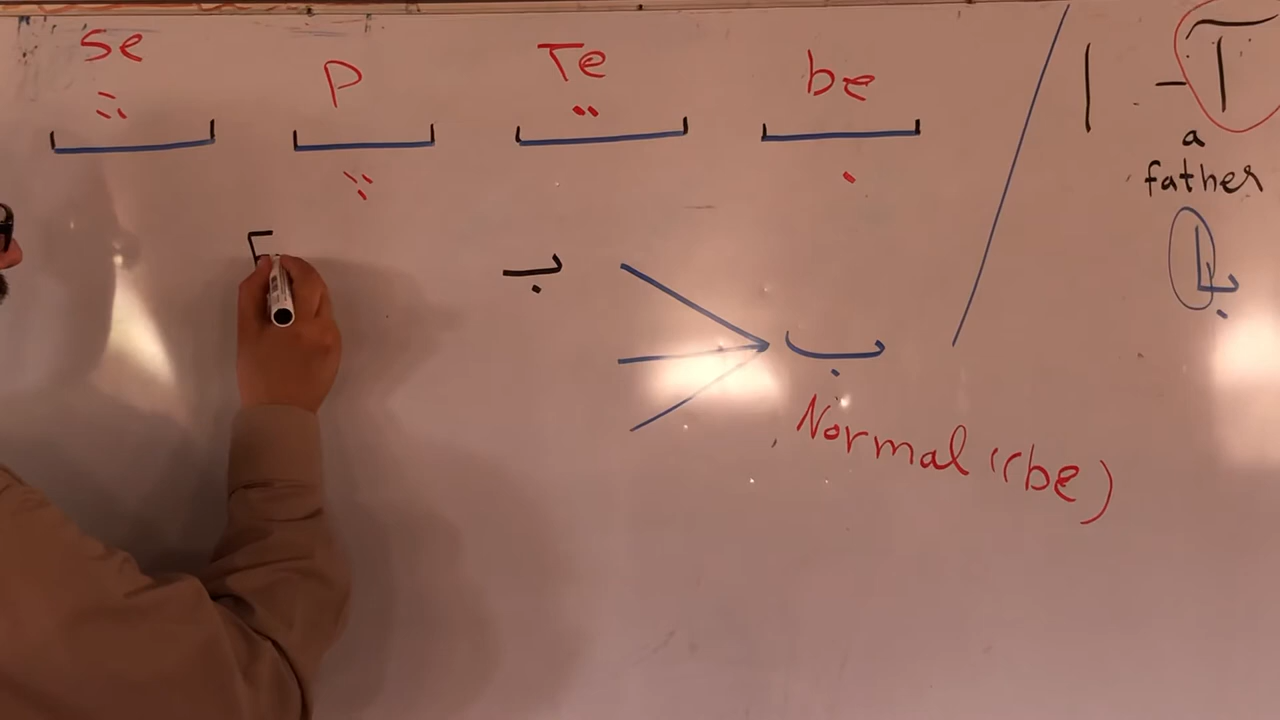 se P Te be
ث پ ت ب
ا - آ
a
father
با
ب
ب
Normal "(be)
F